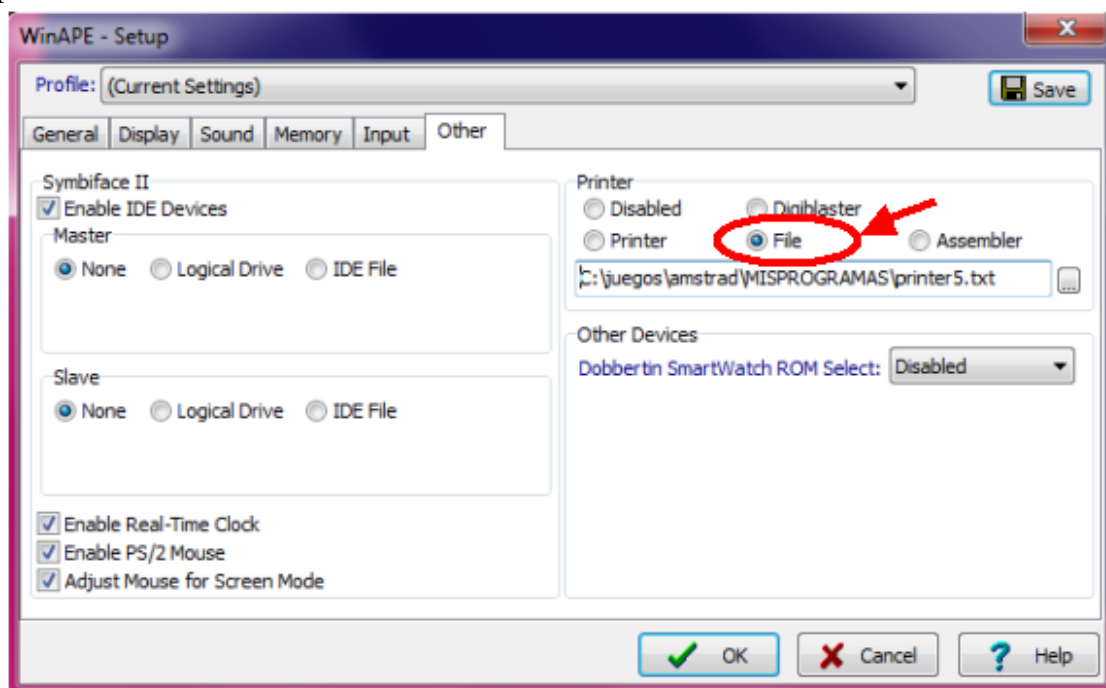 WinAPE - Setup
Profile: (Current Settings)
Save
General Display Sound Memory Input Other
Symbiface II
Enable IDE Devices
Master
None Logical Drive IDE File
Slave
None Logical Drive IDE File
Enable Real-Time Clock
Enable PS/2 Mouse
Adjust Mouse for Screen Mode
Printer
Disabled Digiblaster
Printer File Assembler
C:\juegos\amstrad\MISPROGRAMAS\printer5.txt ...
Other Devices
Dobbertin SmartWatch ROM Select: Disabled
OK Cancel Help